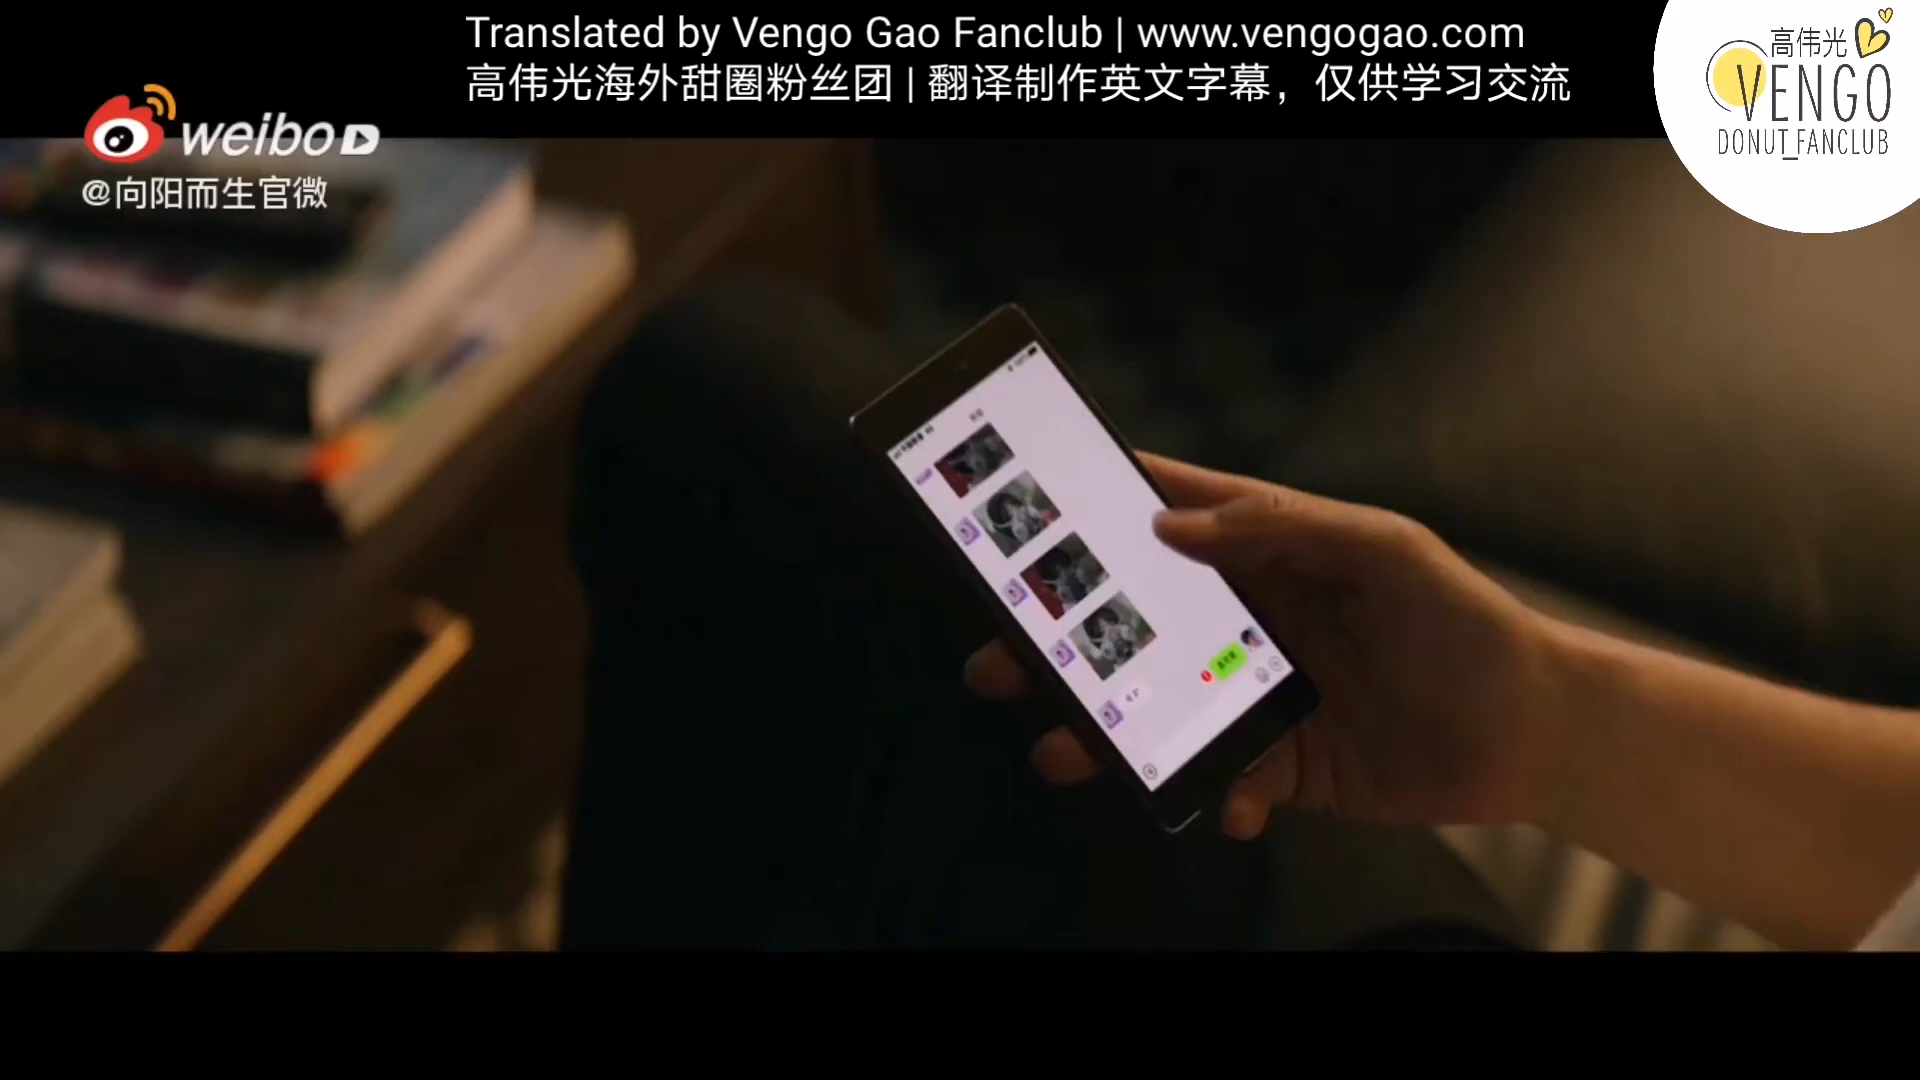 Translated by Vengo Gao Fanclub | www.vengogao.com
高伟光海外甜圈粉丝团 | 翻译制作英文字幕，仅供学习交流
高伟光
VENGO
DONUT_FANCLUB
weibo
@向阳而生官微